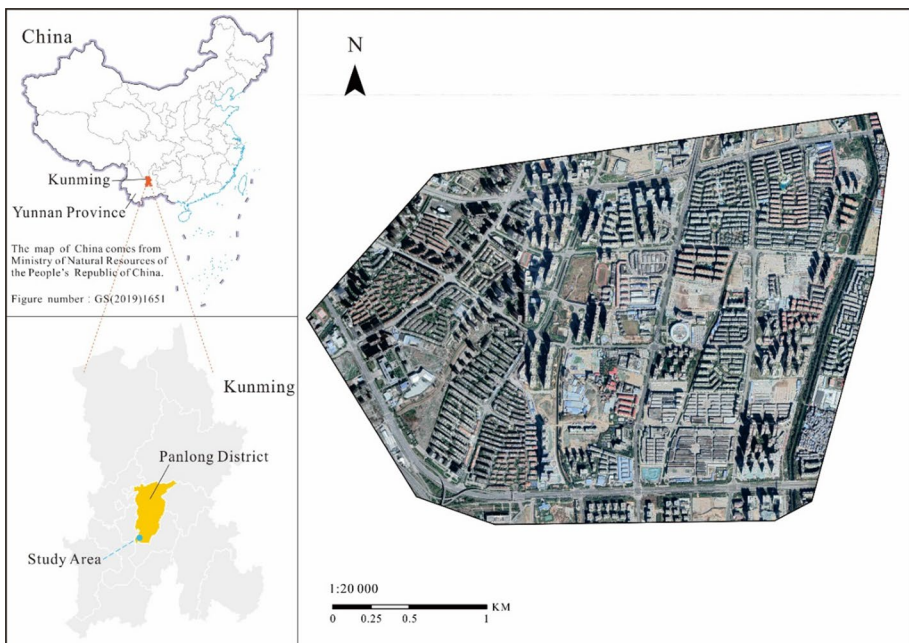 China
Kunming
Yunnan Province
The map of China comes from
Ministry of Natural Resources of
the People's Republic of China.
Figure number : GS(2019)1651
Kunming
Panlong District
Study Area
N
1:20 000
KM
0 0.25 0.5 1